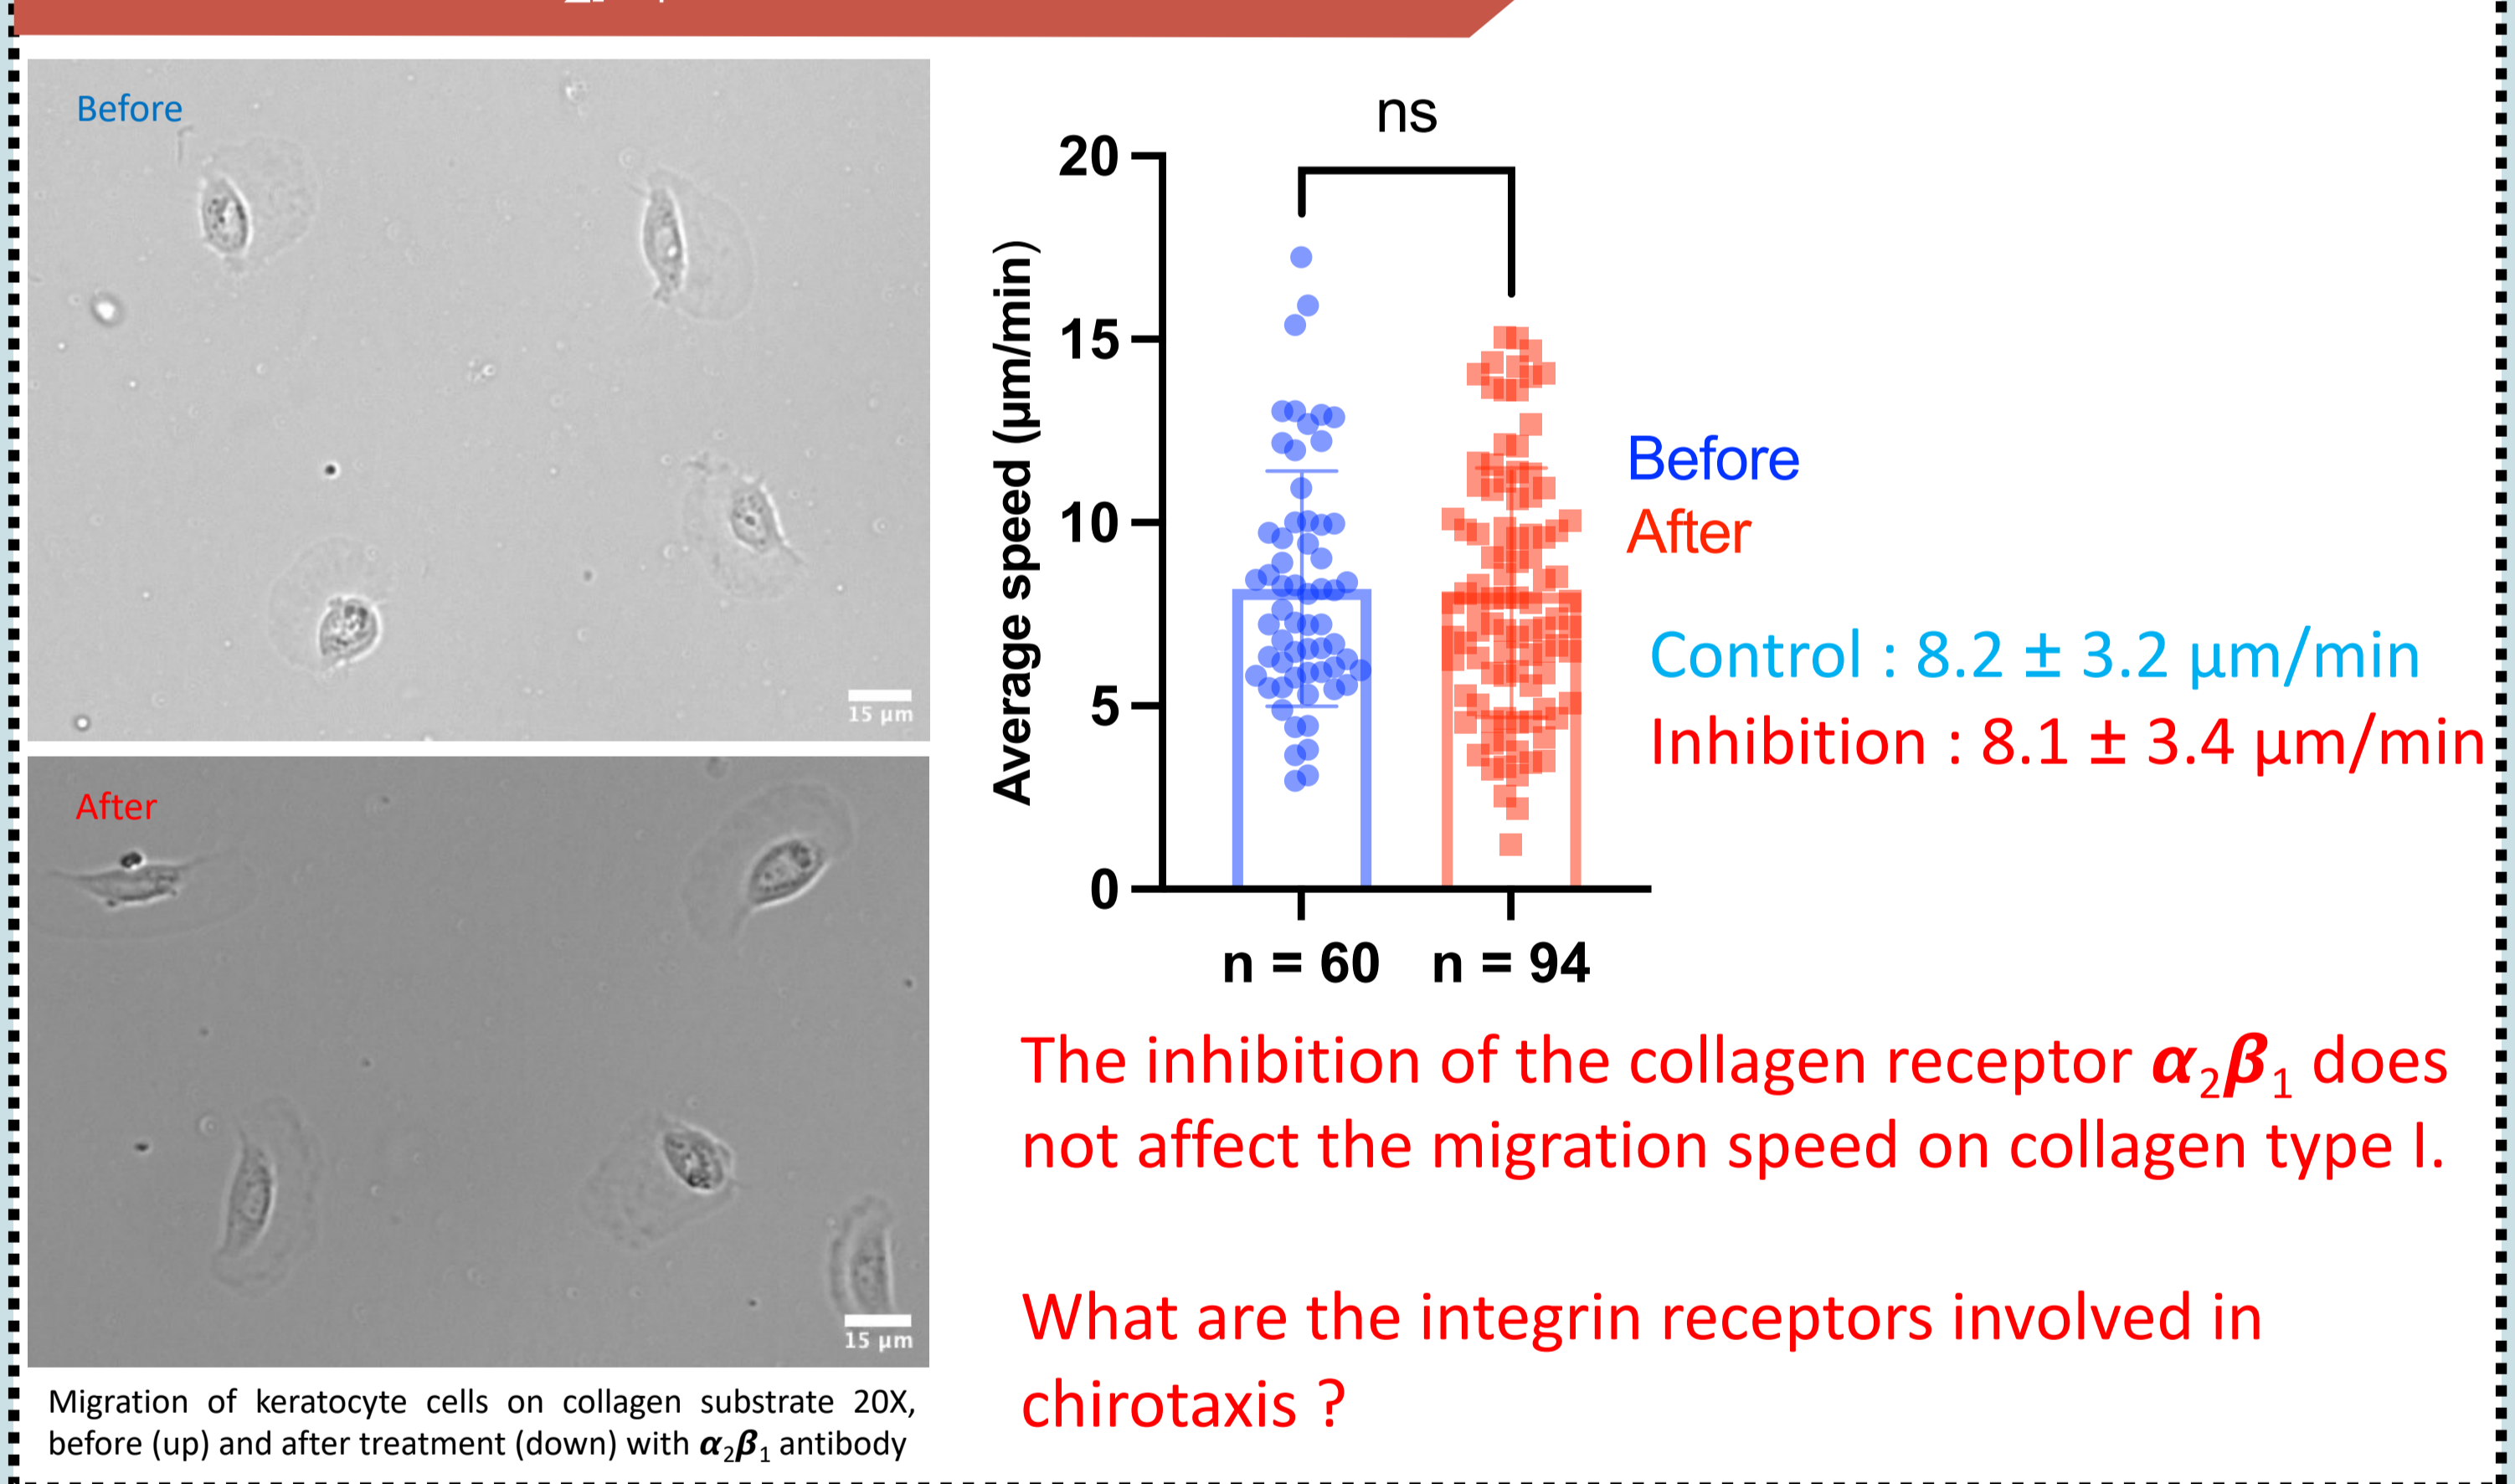 Before
15 µm
After
15 µm
Migration of keratocyte cells on collagen substrate 20X,
before (up) and after treatment (down) with α₂β₁ antibody
ns
20
15
10
5
0
Average speed (µm/min)
n = 60 n = 94
Before
After
Control : 8.2 ± 3.2 µm/min
Inhibition : 8.1 ± 3.4 µm/min
The inhibition of the collagen receptor α₂β₁ does
not affect the migration speed on collagen type I.
What are the integrin receptors involved in
chirotaxis ?